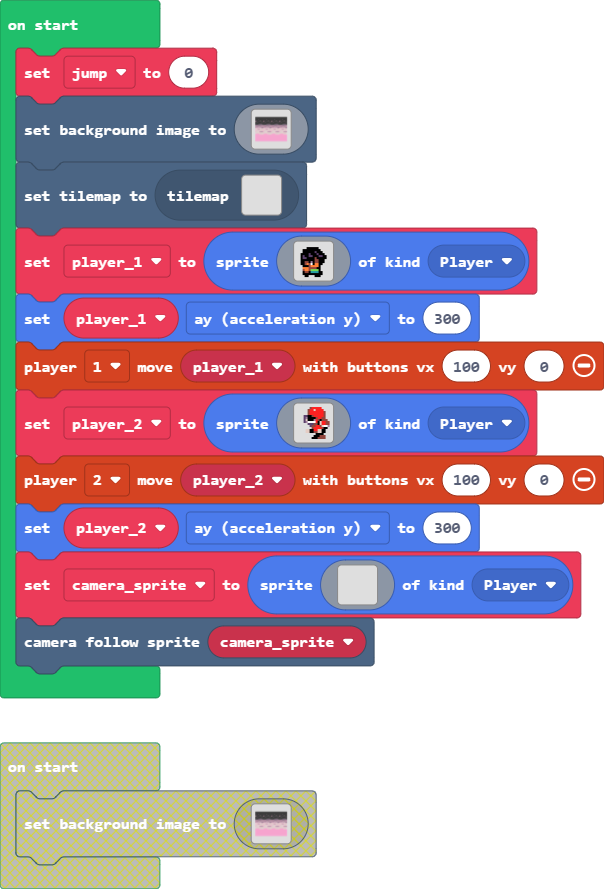 on start
set jump to 0
set background image to
set tilemap to tilemap
set player_1 to sprite of kind Player
set player_1 ay (acceleration y) to 300
player 1 move player_1 with buttons vx 100 vy 0
set player_2 to sprite of kind Player
player 2 move player_2 with buttons vx 100 vy 0
set player_2 ay (acceleration y) to 300
set camera_sprite to sprite of kind Player
camera follow sprite camera_sprite
on start
set background image to